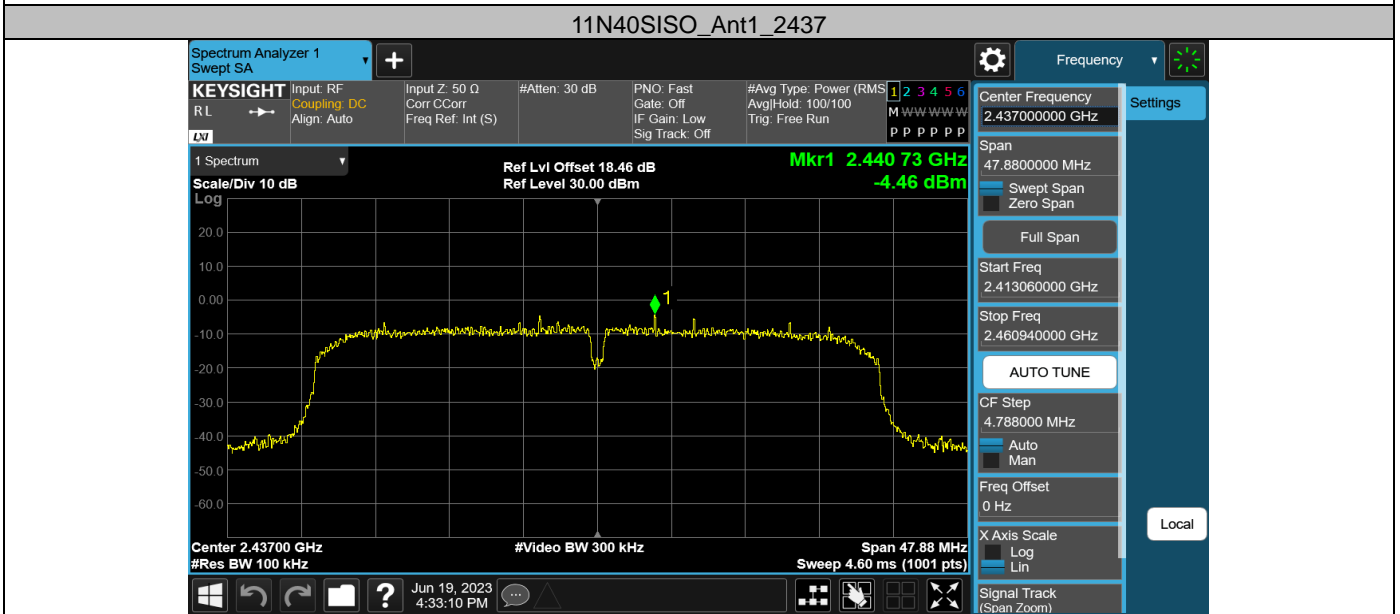 11N40SISO_Ant1_2437
Spectrum Analyzer 1
Swept SA
Frequency
KEYSIGHT
RL
LXI
Input: RF
Coupling: DC
Align: Auto
Input Z: 50 Ω
Corr CCorr
Freq Ref: Int (S)
#Atten: 30 dB
PNO: Fast
Gate: Off
IF Gain: Low
Sig Track: Off
#Avg Type: Power (RMS
Avg|Hold: 100/100
Trig: Free Run
1 2 3 4 5 6
M W W W W W
P P P P P P
1 Spectrum
Scale/Div 10 dB
Ref Lvl Offset 18.46 dB
Ref Level 30.00 dBm
Mkr1 2.440 73 GHz
-4.46 dBm
Log
20.0
10.0
0.00
-10.0
-20.0
-30.0
-40.0
-50.0
-60.0
1
Center 2.43700 GHz
#Res BW 100 kHz
#Video BW 300 kHz
Span 47.88 MHz
Sweep 4.60 ms (1001 pts)
Jun 19, 2023
4:33:10 PM
Center Frequency
2.437000000 GHz
Settings
Span
47.8800000 MHz
Swept Span
Zero Span
Full Span
Start Freq
2.413060000 GHz
Stop Freq
2.460940000 GHz
AUTO TUNE
CF Step
4.788000 MHz
Auto
Man
Freq Offset
0 Hz
X Axis Scale
Log
Lin
Signal Track
(Span Zoom)
Local